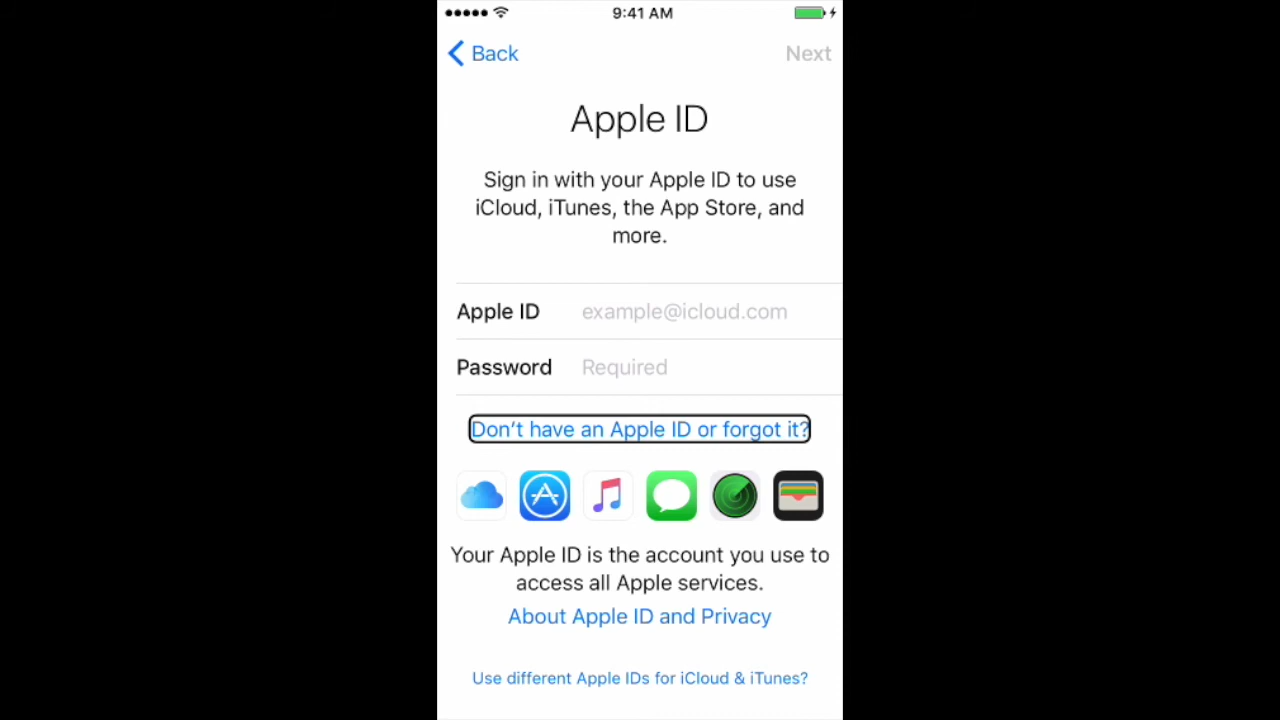 9:41 AM
Back
Next
Apple ID
Sign in with your Apple ID to use
iCloud, iTunes, the App Store, and
more.
Apple ID example@icloud.com
Password Required
Don’t have an Apple ID or forgot it?
Your Apple ID is the account you use to
access all Apple services.
About Apple ID and Privacy
Use different Apple IDs for iCloud & iTunes?